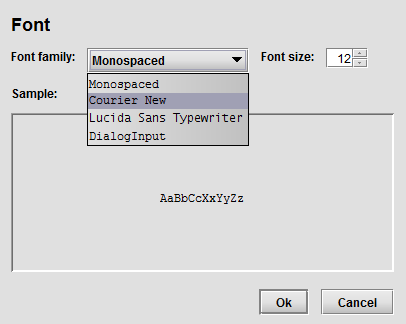 Font
Font family: Monospaced Font size: 12
Monospaced
Sample: Courier New
Lucida Sans Typewriter
DialogInput
AaBbCcXxYyZz
Ok Cancel